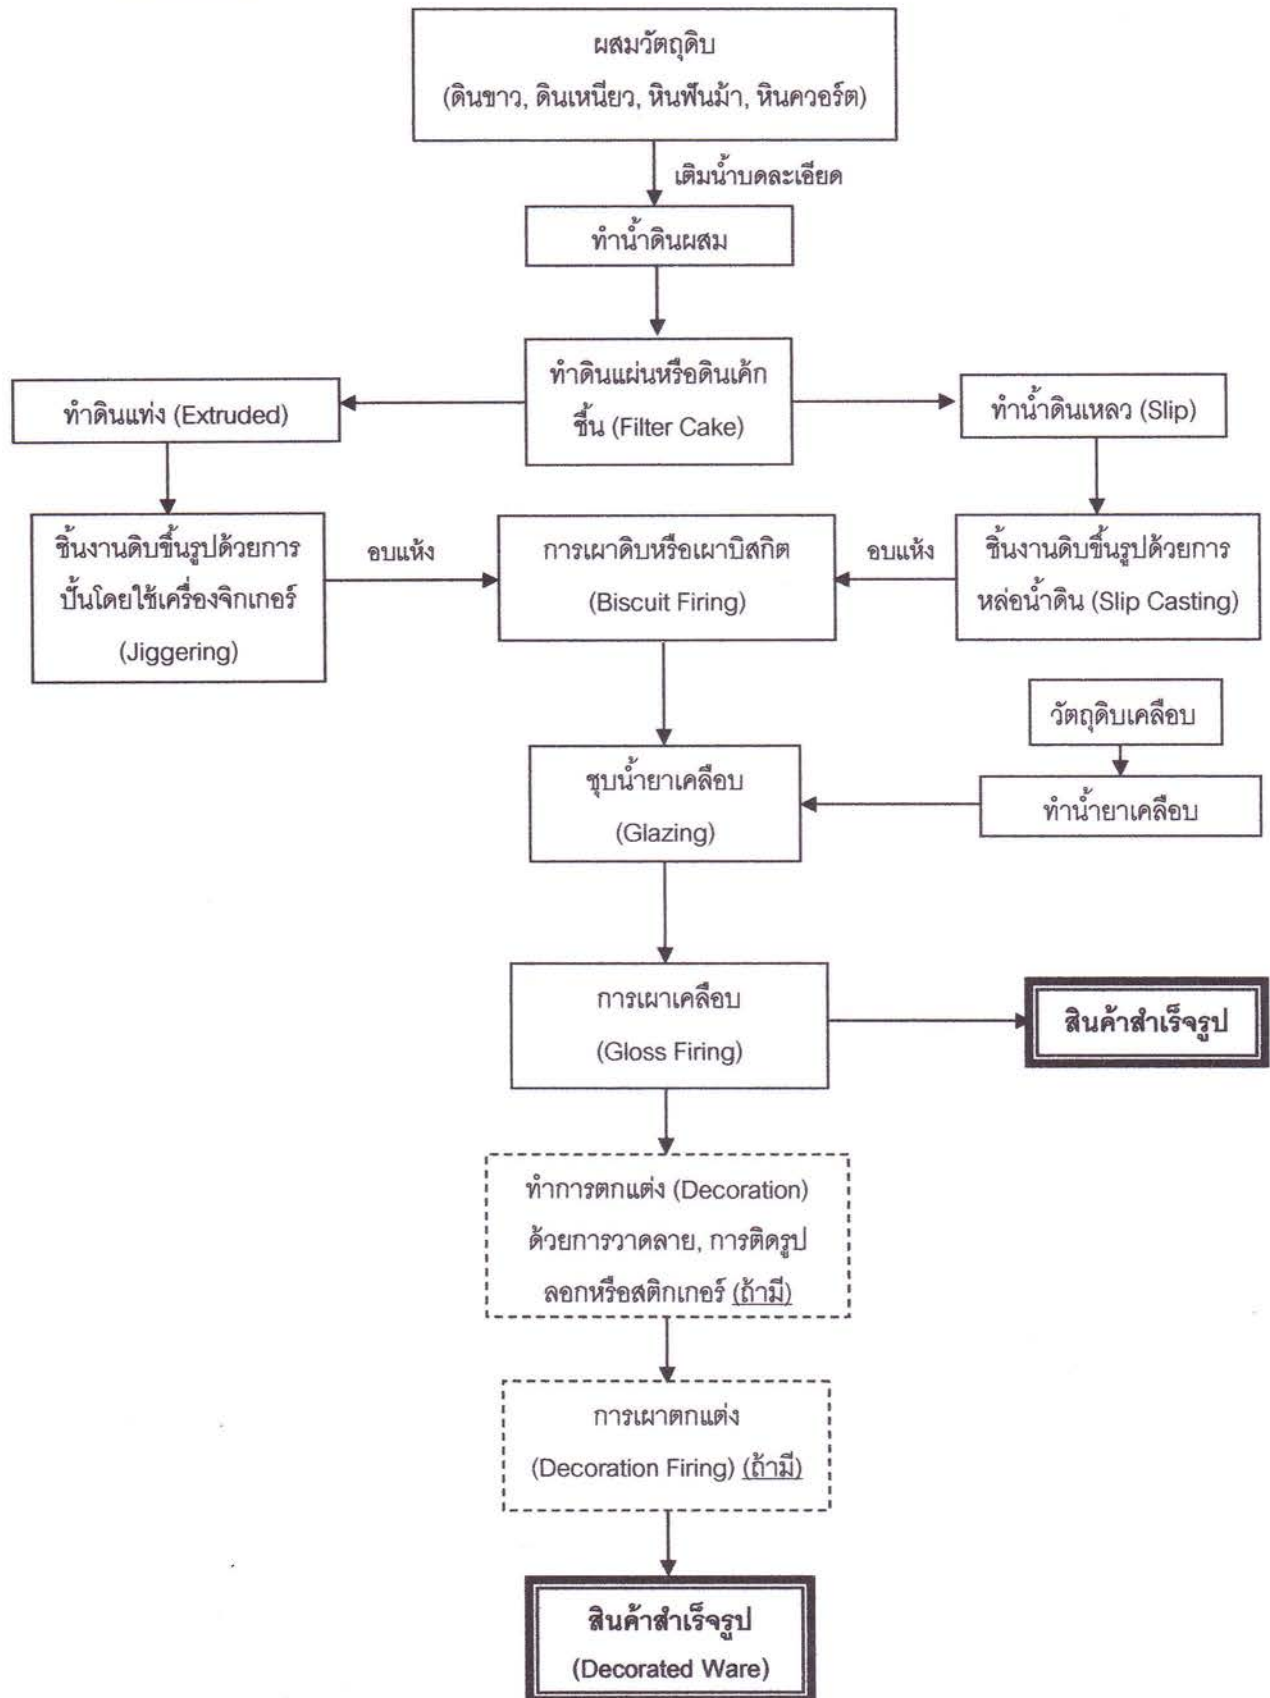 ผสมวัตถุดิบ
(ดินขาว, ดินเหนียว, หินฟันม้า, หินควอร์ต)
เติมน้ำบดละเอียด
ทำน้ำดินผสม
ทำดินแผ่นหรือดินเค้ก
ชื้น (Filter Cake)
ทำดินแท่ง (Extruded)
ทำน้ำดินเหลว (Slip)
ชิ้นงานดิบขึ้นรูปด้วยการ
ปั้นโดยใช้เครื่องจิกเกอร์
(Jiggering)
อบแห้ง
การเผาดิบหรือเผาบิสกิต
(Biscuit Firing)
อบแห้ง
ชิ้นงานดิบขึ้นรูปด้วยการ
หล่อน้ำดิน (Slip Casting)
วัตถุดิบเคลือบ
ชุบน้ำยาเคลือบ
(Glazing)
ทำน้ำยาเคลือบ
การเผาเคลือบ
(Gloss Firing)
สินค้าสำเร็จรูป
ทำการตกแต่ง (Decoration)
ด้วยการวาดลาย, การติดรูป
ลอกหรือสติกเกอร์ (ถ้ามี)
การเผาตกแต่ง
(Decoration Firing) (ถ้ามี)
สินค้าสำเร็จรูป
(Decorated Ware)